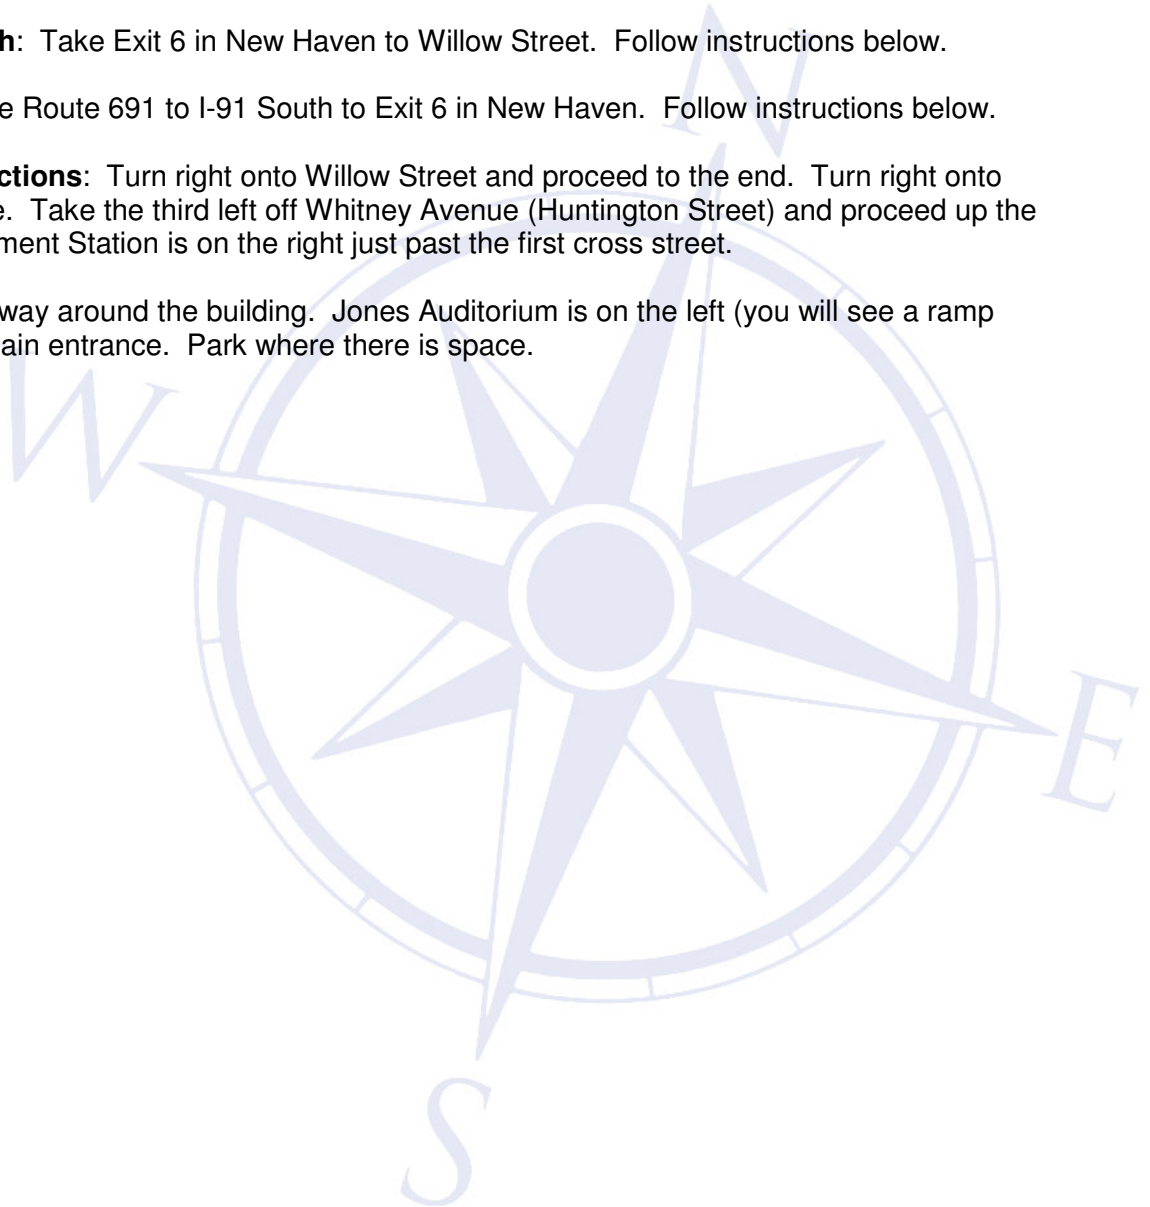 h: Take Exit 6 in New Haven to Willow Street. Follow instructions below.
e Route 691 to I-91 South to Exit 6 in New Haven. Follow instructions below.
ctions: Turn right onto Willow Street and proceed to the end. Turn right onto
e. Take the third left off Whitney Avenue (Huntington Street) and proceed up the
ment Station is on the right just past the first cross street.
way around the building. Jones Auditorium is on the left (you will see a ramp
ain entrance. Park where there is space.
N
W
E
S